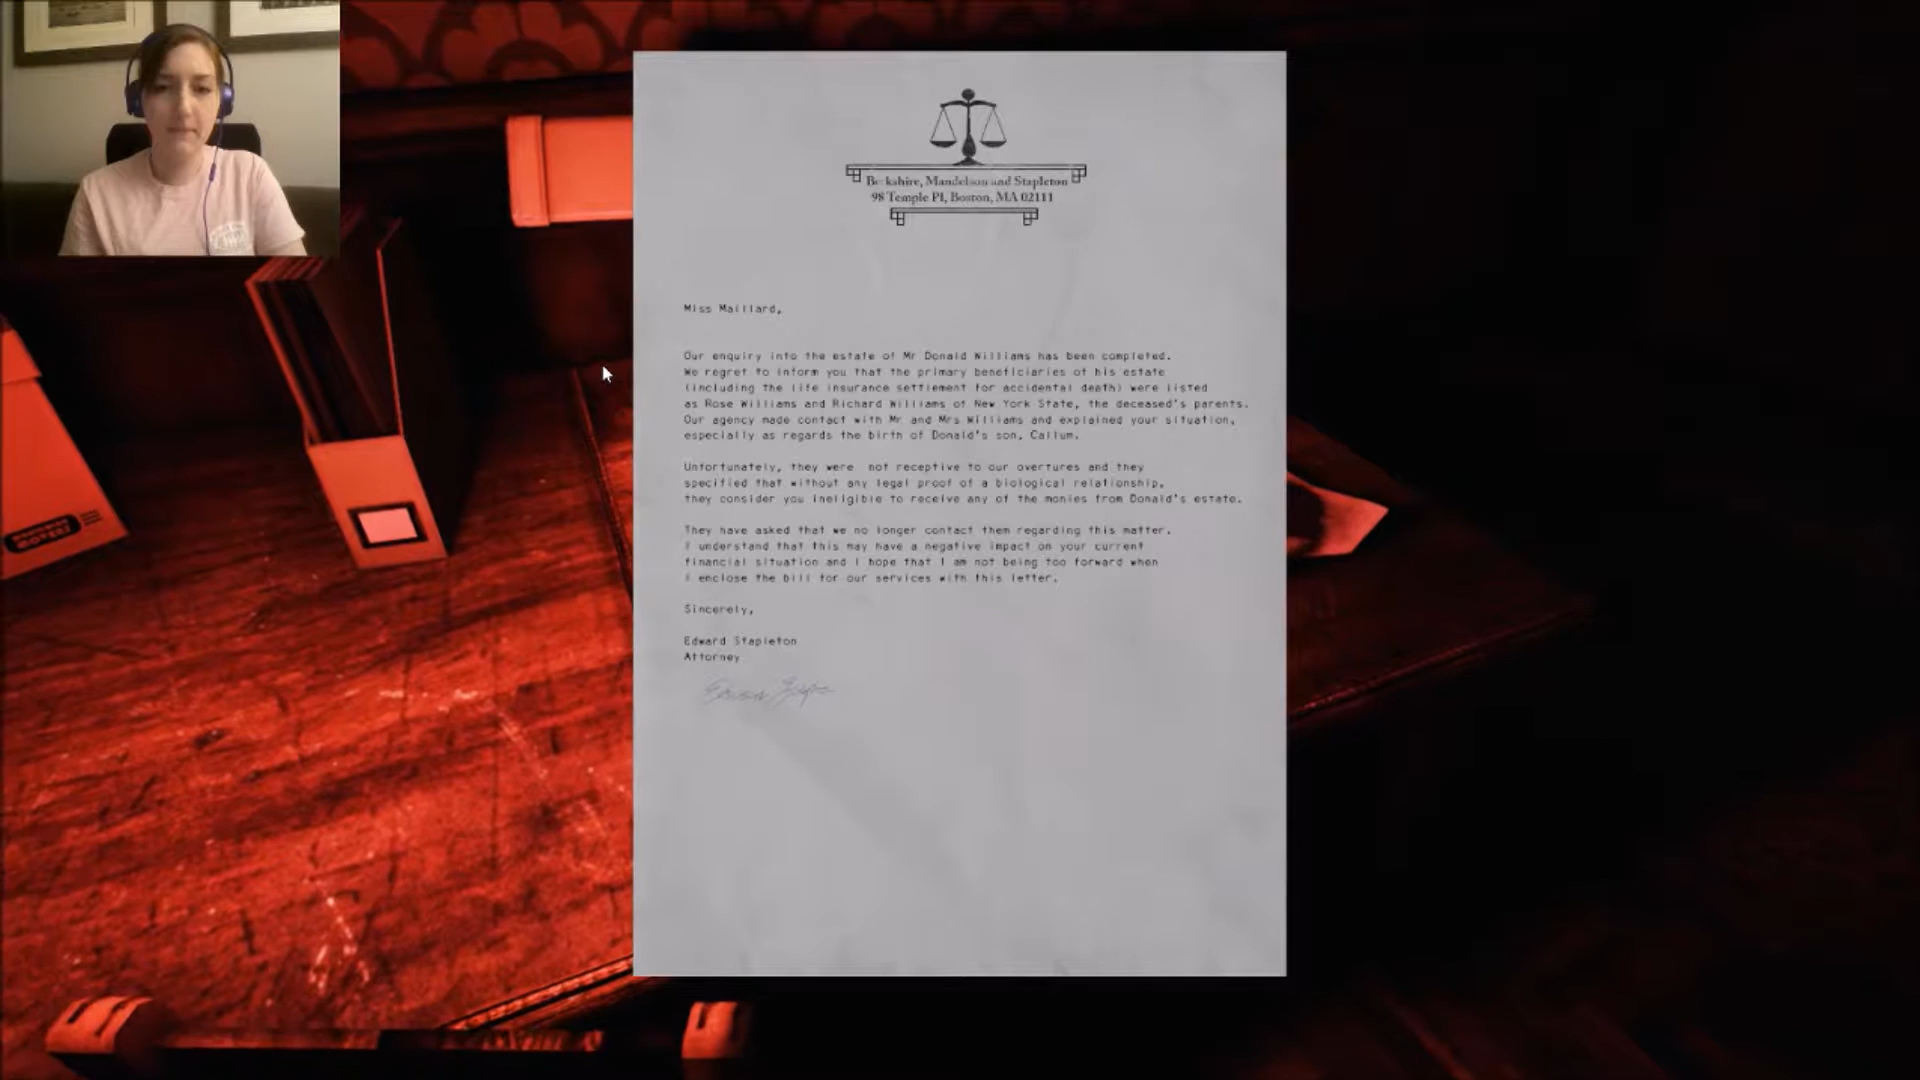 Berkshire, Mandelson and Stapleton
98 Temple Pl, Boston, MA 02111
Miss Maillard,
Our enquiry into the estate of Mr Donald Williams has been completed.
We regret to inform you that the primary beneficiaries of his estate
(including the life insurance settlement for accidental death) were listed
as Rose Williams and Richard Williams of New York State, the deceased's parents.
Our agency made contact with Mr and Mrs Williams and explained your situation,
especially as regards the birth of Donald's son, Callum.
Unfortunately, they were not receptive to our overtures and they
specified that without any legal proof of a biological relationship,
they consider you ineligible to receive any of the monies from Donald's estate.
They have asked that we no longer contact them regarding this matter.
I understand that this may have a negative impact on your current
financial situation and I hope that I am not being too forward when
I enclose the bill for our services with this letter.
Sincerely,
Edward Stapleton
Attorney